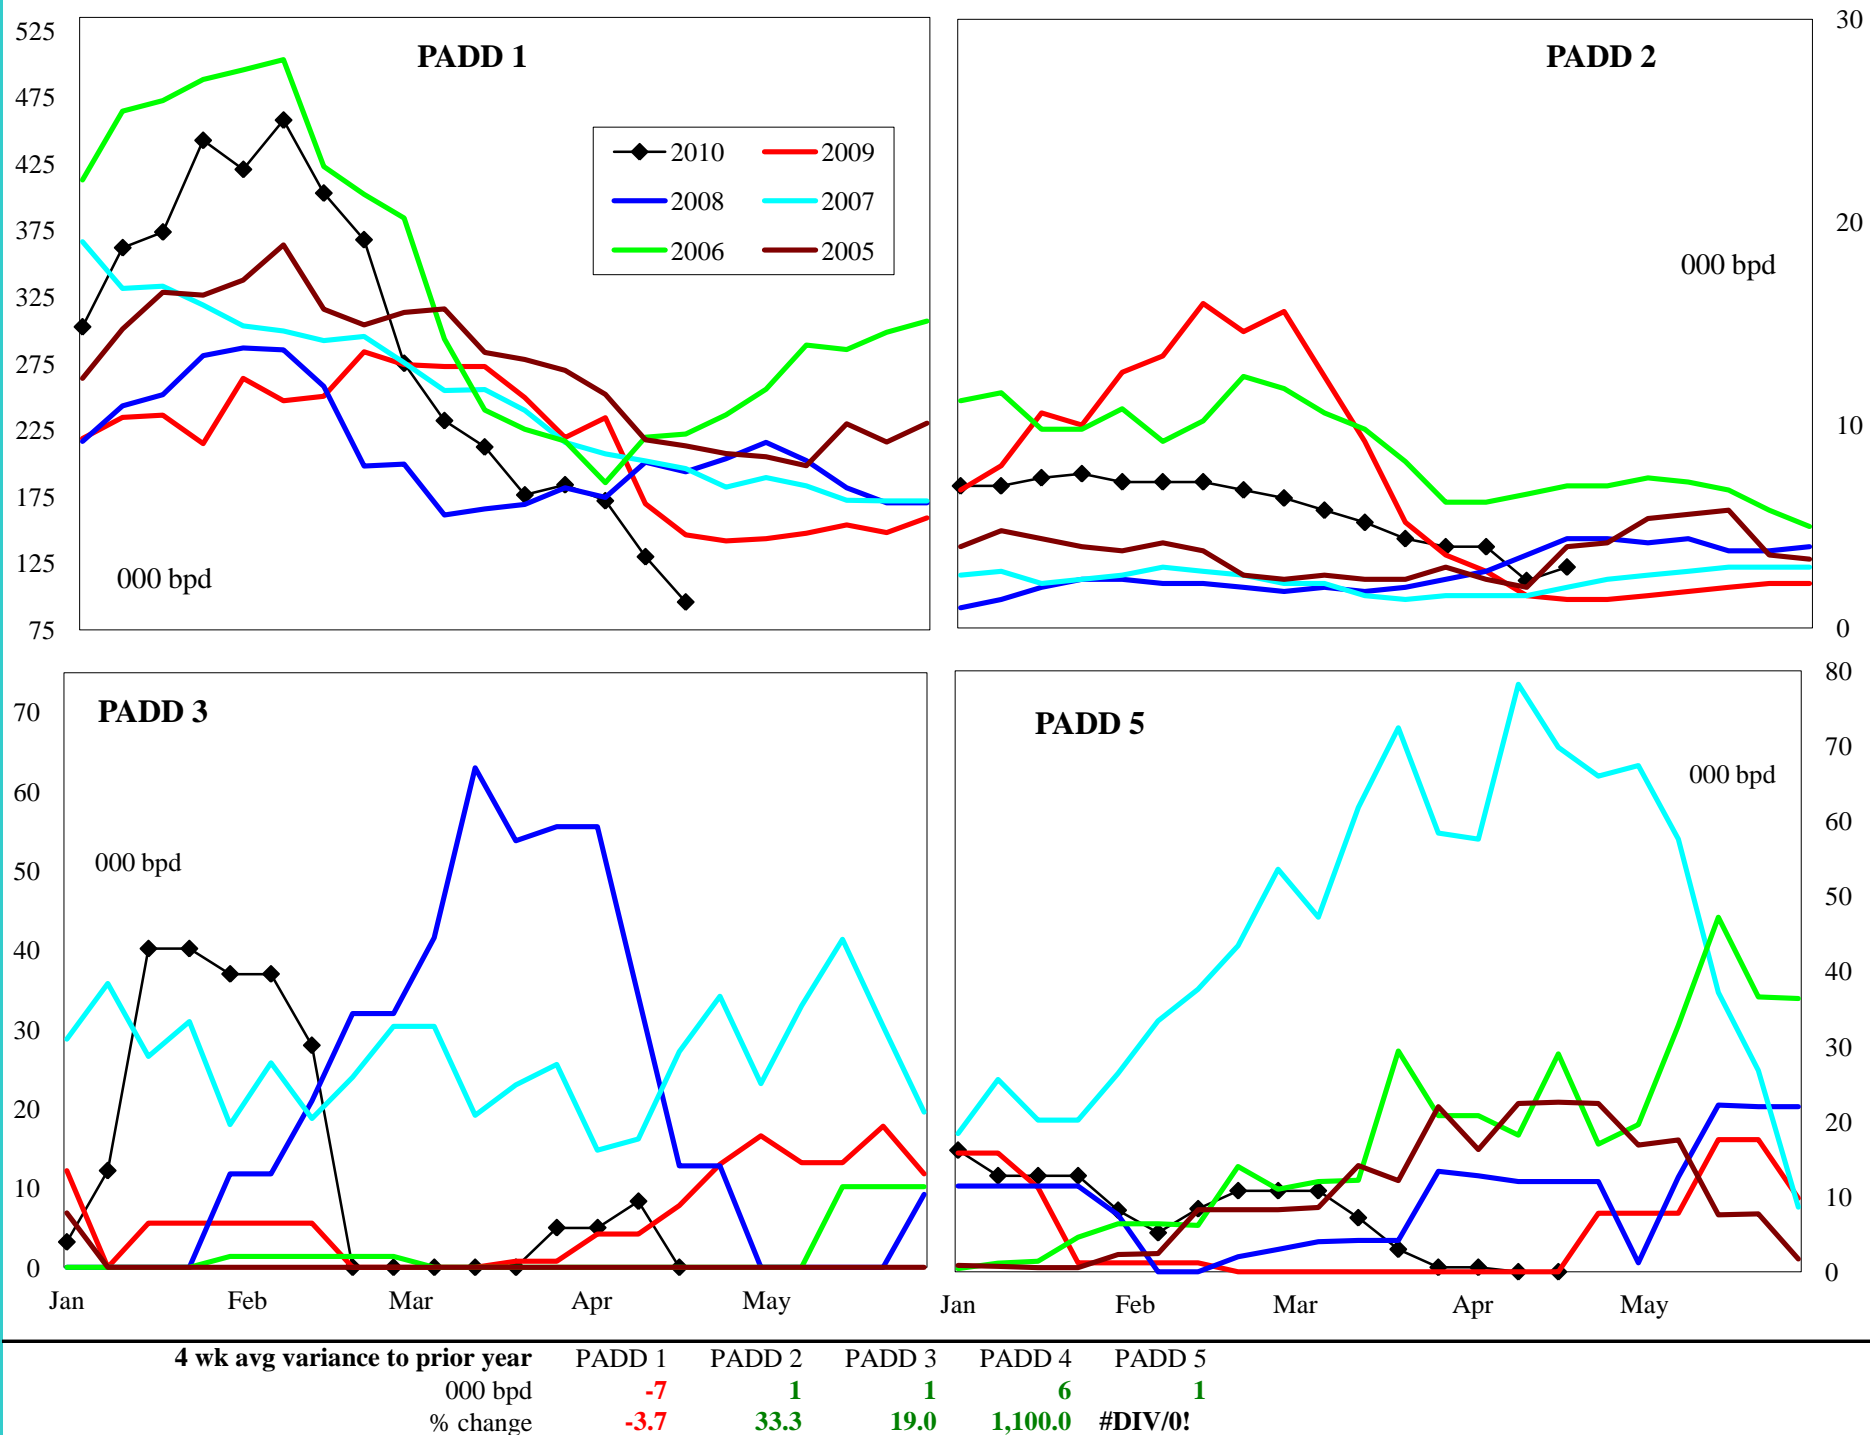 PADD 1
525
475
425
375
325
275
225
175
125
75
000 bpd
2010 2009
2008 2007
2006 2005
PADD 2
30
20
10
0
000 bpd
PADD 3
70
60
50
40
30
20
10
0
000 bpd
Jan Feb Mar Apr May
PADD 5
80
70
60
50
40
30
20
10
0
000 bpd
Jan Feb Mar Apr May
4 wk avg variance to prior year PADD 1 PADD 2 PADD 3 PADD 4 PADD 5
000 bpd -7 1 1 6 1
% change -3.7 33.3 19.0 1,100.0 #DIV/0!